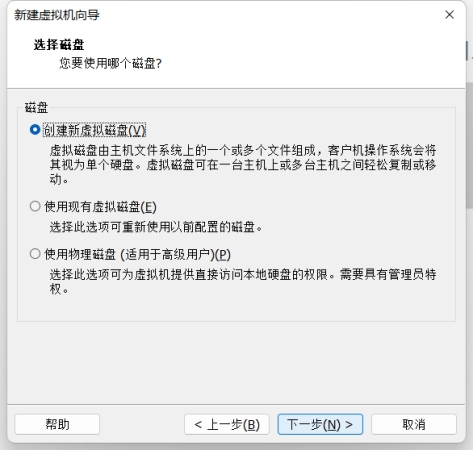 新建虚拟机向导
选择磁盘
您要使用哪个磁盘?
磁盘
创建新虚拟磁盘(V)
虚拟磁盘由主机文件系统上的一个或多个文件组成，客户机操作系统会将
其视为单个硬盘。虚拟磁盘可在一台主机上或多台主机之间轻松复制或移
动。
使用现有虚拟磁盘(E)
选择此选项可重新使用以前配置的磁盘。
使用物理磁盘 (适用于高级用户)(P)
选择此选项可为虚拟机提供直接访问本地硬盘的权限。需要具有管理员特
权。
帮助
< 上一步(B)
下一步(N) >
取消